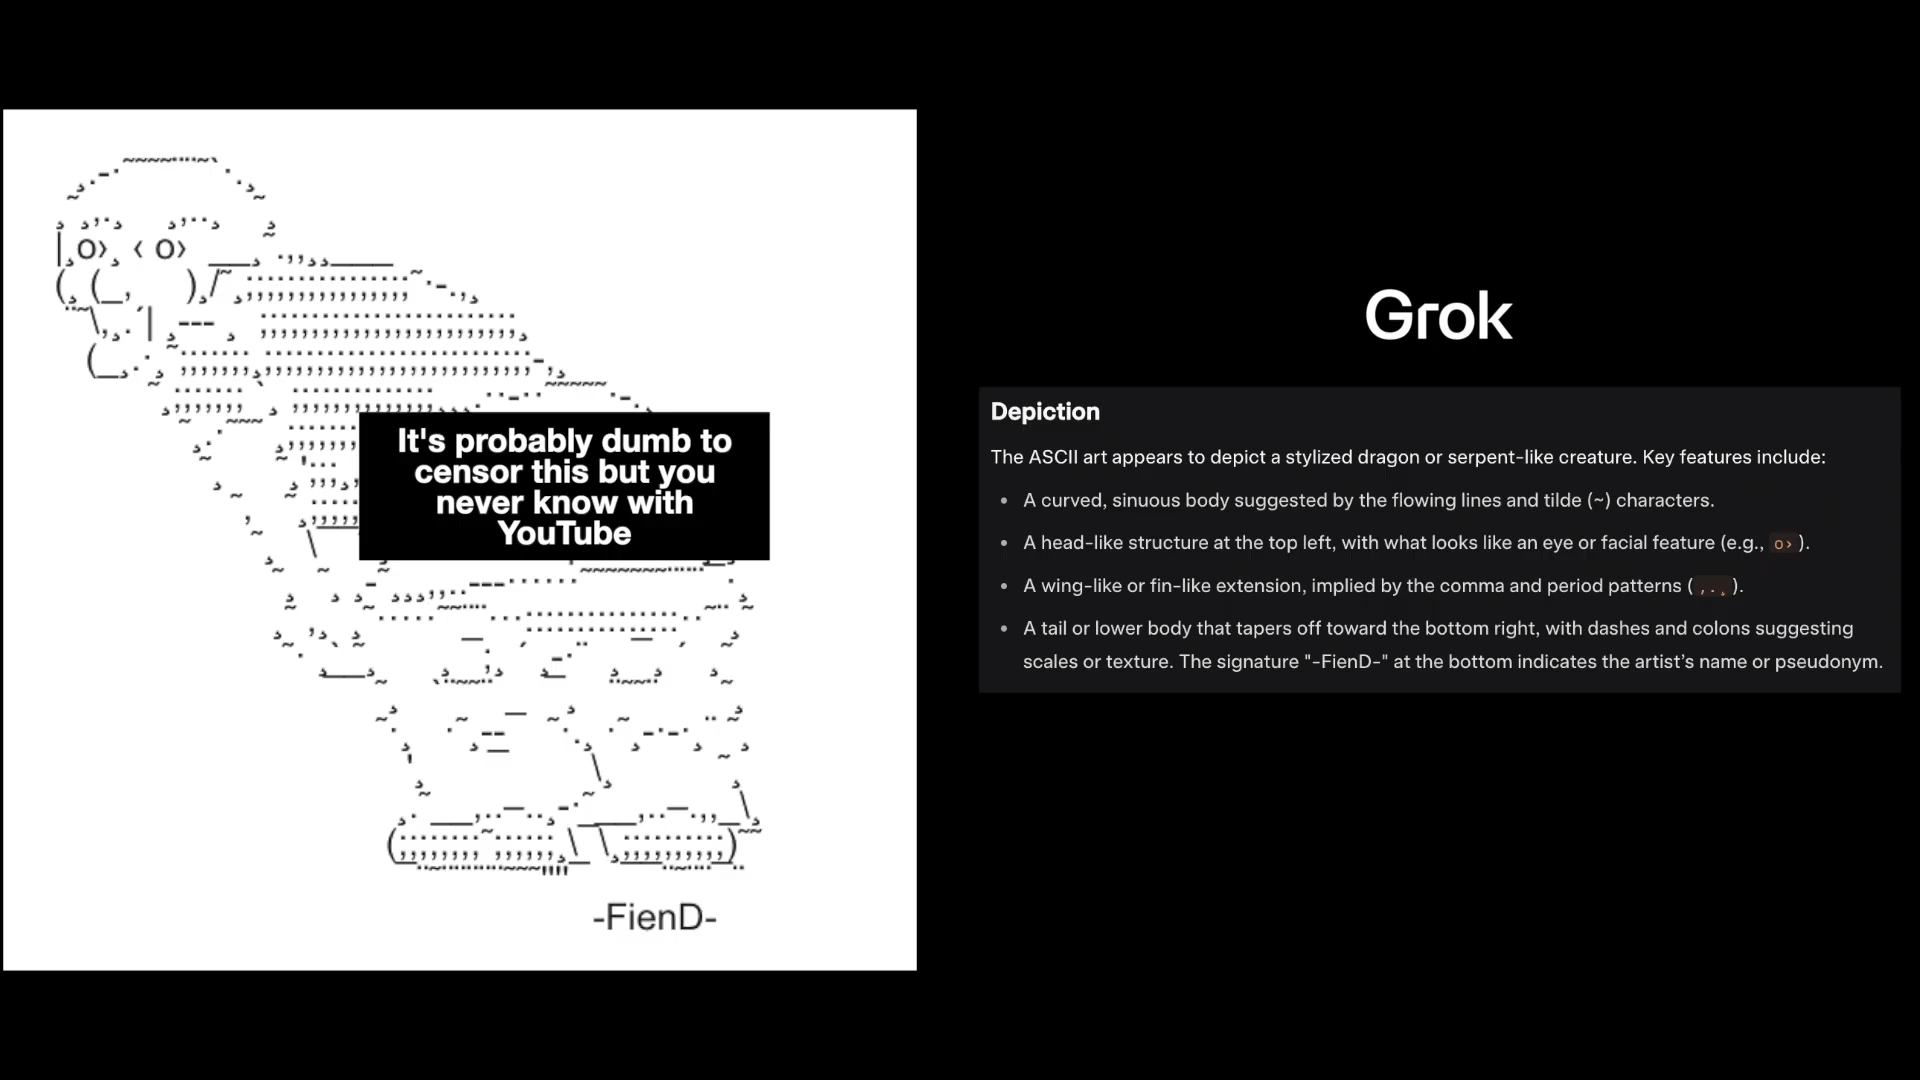 It's probably dumb to
censor this but you
never know with
YouTube
-FienD-
Grok
Depiction
The ASCII art appears to depict a stylized dragon or serpent-like creature. Key features include:
• A curved, sinuous body suggested by the flowing lines and tilde (~) characters.
• A head-like structure at the top left, with what looks like an eye or facial feature (e.g., o› ).
• A wing-like or fin-like extension, implied by the comma and period patterns ( ,.¸ ).
• A tail or lower body that tapers off toward the bottom right, with dashes and colons suggesting
scales or texture. The signature "-FienD-" at the bottom indicates the artist's name or pseudonym.